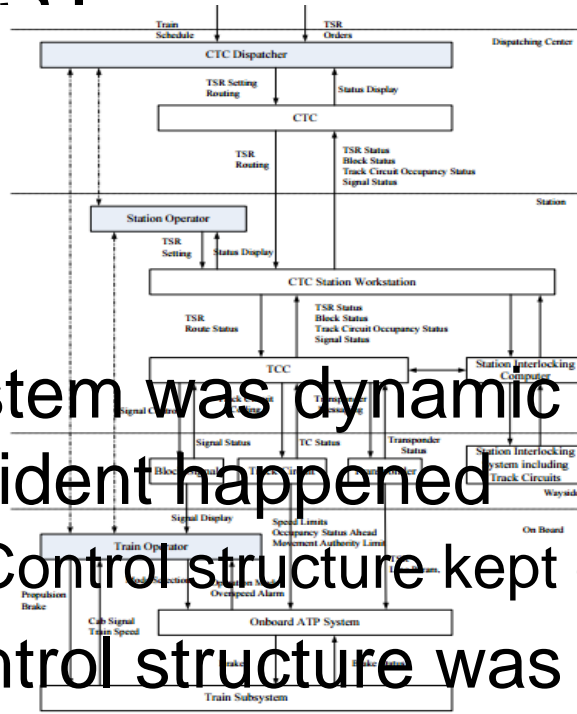 Train
Schedule
TSR
Orders
Dispatching Center
CTC Dispatcher
TSR Setting
Routing
Status Display
CTC
TSR
Routing
TSR Status
Block Status
Track Circuit Occupancy Status
Signal Status
Station
Station Operator
TSR
Setting
Status Display
CTC Station Workstation
TSR
Route Status
TSR Status
Block Status
Track Circuit Occupancy Status
Signal Status
TCC
Station Interlocking
Computer
stem was dynamic
Signal Status
TC Status
Transponder
Status
Station Interlocking
System including
Track Circuits
ident happened
Wayside
Signal Display
Speed Limits
Occupancy Status Ahead
Movement Authority Limit
On Board
Train Operator
Control structure kept
Propulsion
Brake
Overspeed Alarm
Cab Signal
Train Speed
Onboard ATP System
ntrol structure was
Train Subsystem